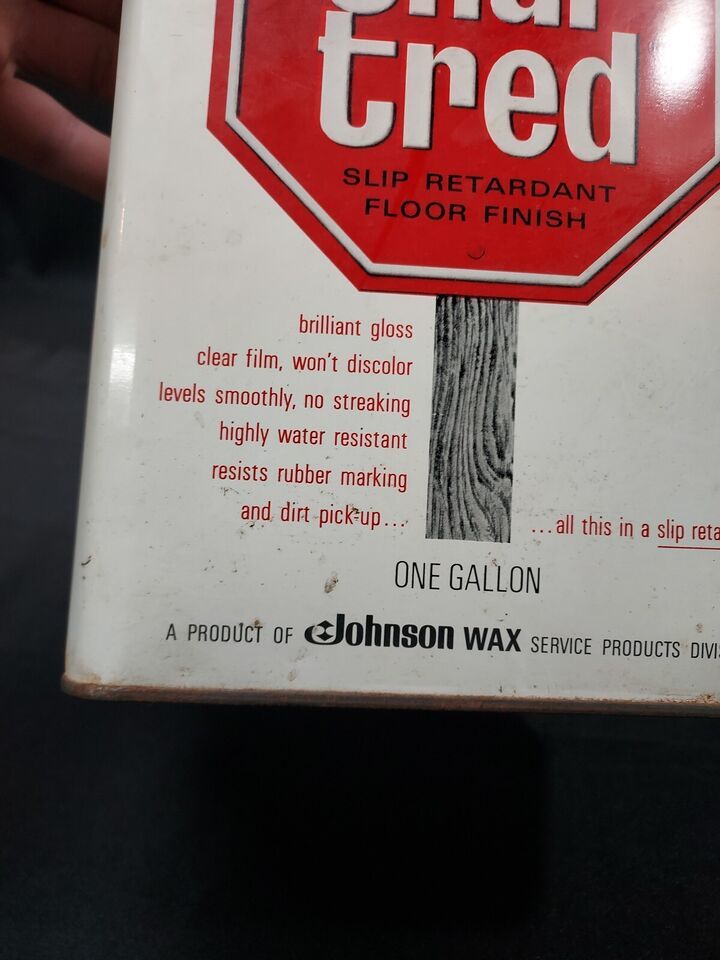 tred
SLIP RETARDANT
FLOOR FINISH
brilliant gloss
clear film, won't discolor
levels smoothly, no streaking
highly water resistant
resists rubber marking
and dirt pick-up...
...all this in a slip
ONE GALLON
A PRODUCT OF Johnson WAX SERVICE PRODUCTS